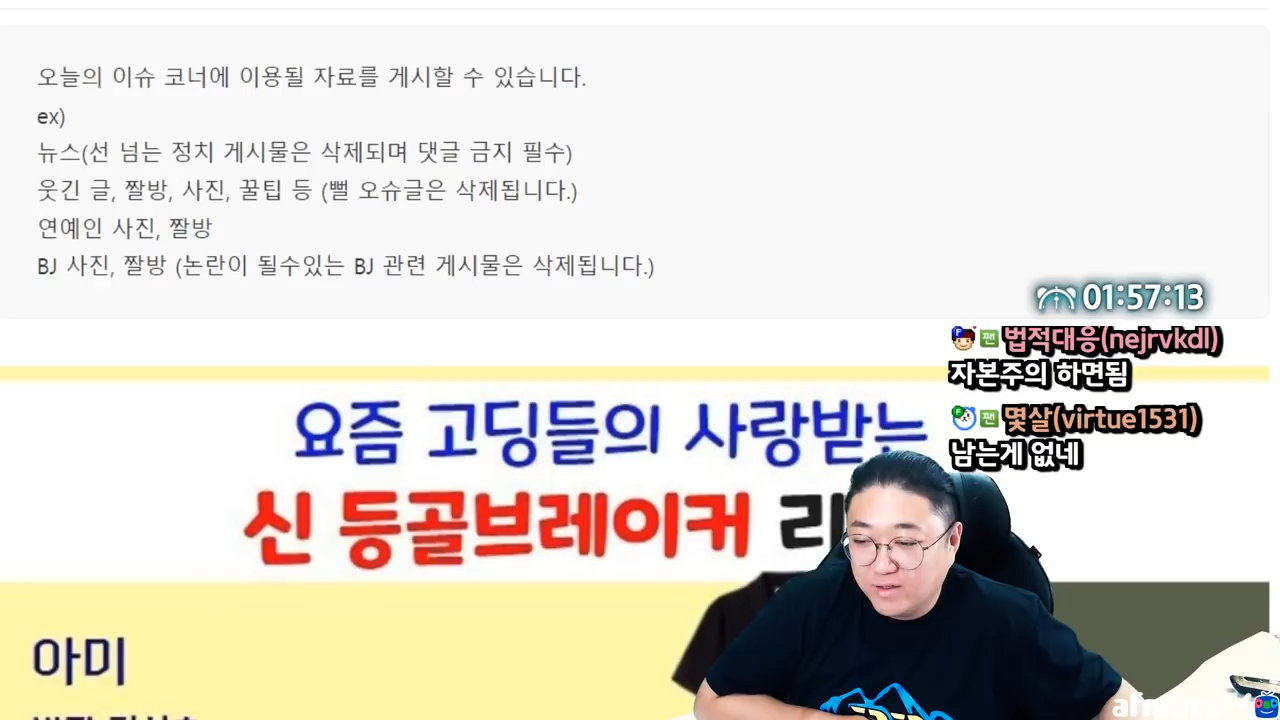 오늘의 이슈 코너에 이용될 자료를 게시할 수 있습니다.
ex)
뉴스(선 넘는 정치 게시물은 삭제되며 댓글 금지 필수)
웃긴 글, 짤방, 사진, 꿀팁 등 (뻘 오슈글은 삭제됩니다.)
연예인 사진, 짤방
BJ 사진, 짤방 (논란이 될수있는 BJ 관련 게시물은 삭제됩니다.)
01:57:13
법적대응(nejrvkdl)
자본주의 하면됨
몇살(virtue1531)
남는게 없네
요즘 고딩들의 사랑받는
신 등골브레이커
아미